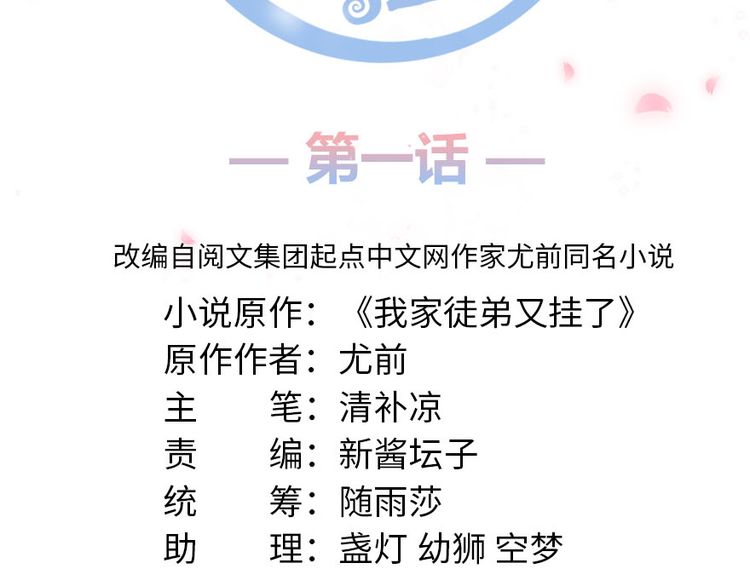 — 第一话 —
改编自阅文集团起点中文网作家尤前同名小说
小说原作：《我家徒弟又挂了》
原作作者：尤前
主　　笔：清补凉
责　　编：新酱坛子
统　　筹：随雨莎
助　　理：盏灯 幼狮 空梦